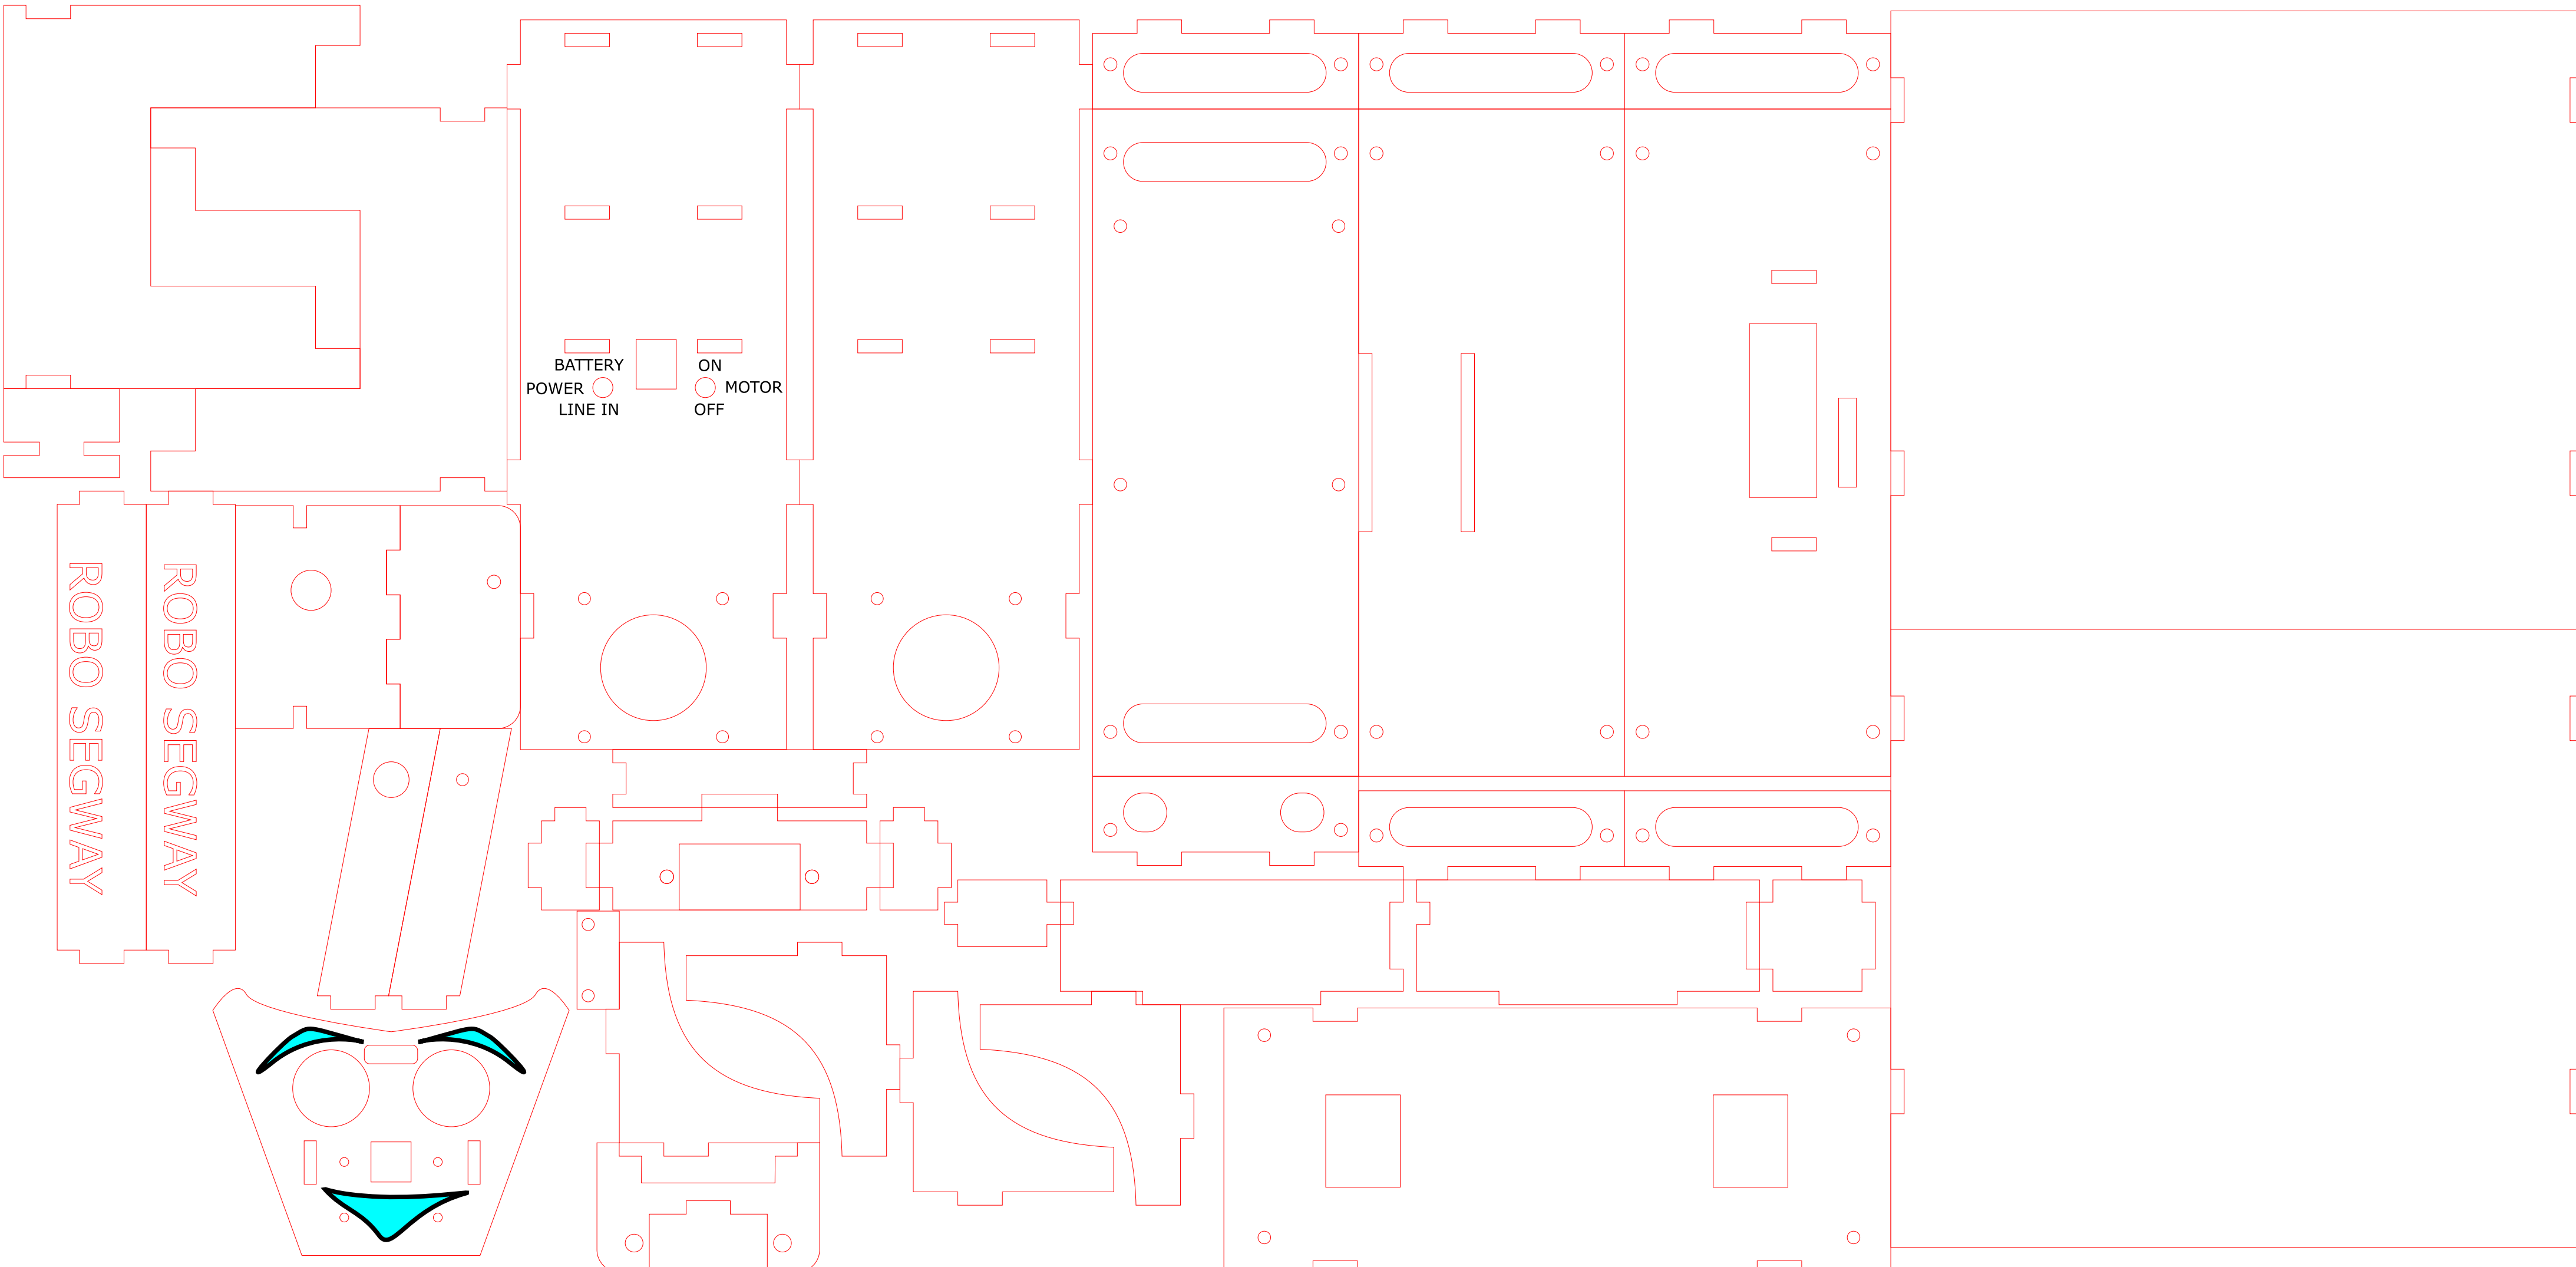 BATTERY
ON
POWER
MOTOR
LINE IN
OFF
ROBO SEGWAY
ROBO SEGWAY